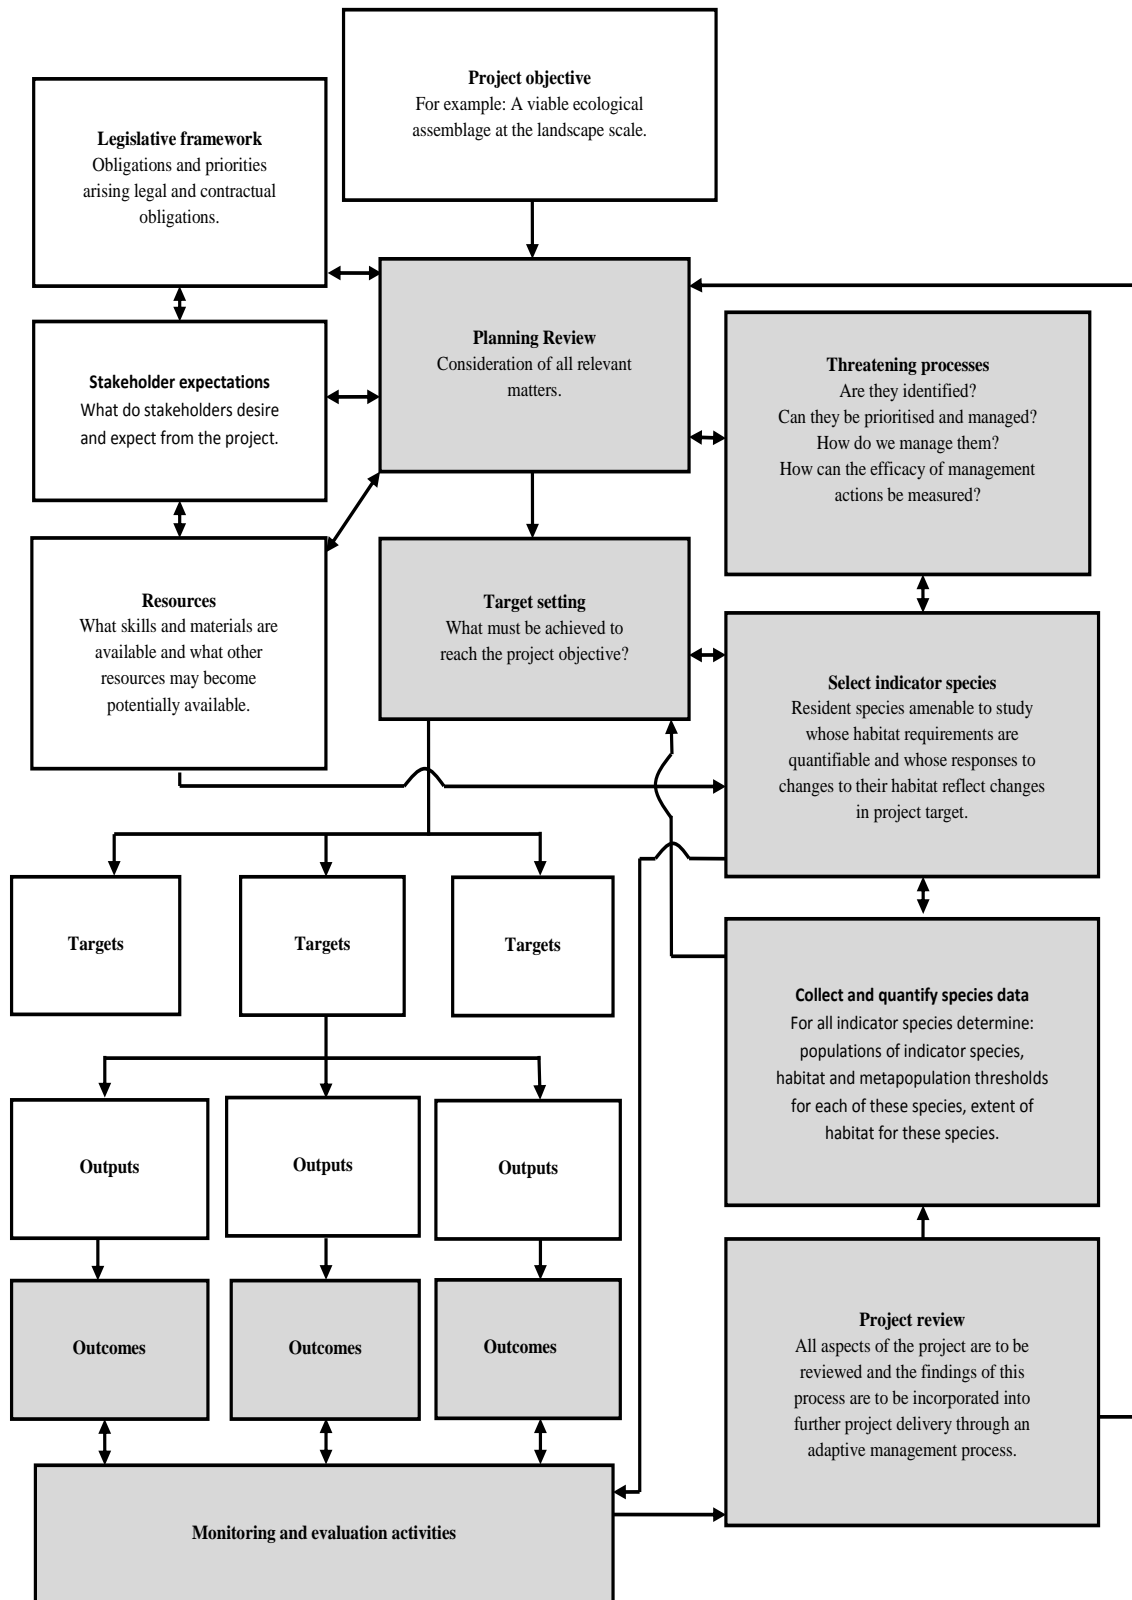 Project objective
For example: A viable ecological
assemblage at the landscape scale.
Legislative framework
Obligations and priorities
arising legal and contractual
obligations.
Planning Review
Consideration of all relevant
matters.
Stakeholder expectations
What do stakeholders desire
and expect from the project.
Threatening processes
Are they identified?
Can they be prioritised and managed?
How do we manage them?
How can the efficacy of management
actions be measured?
Resources
What skills and materials are
available and what other
resources may become
potentially available.
Target setting
What must be achieved to
reach the project objective?
Select indicator species
Resident species amenable to study
whose habitat requirements are
quantifiable and whose responses to
changes to their habitat reflect changes
in project target.
Targets
Targets
Targets
Collect and quantify species data
For all indicator species determine:
populations of indicator species,
habitat and metapopulation thresholds
for each of these species, extent of
habitat for these species.
Outputs
Outputs
Outputs
Outcomes
Outcomes
Outcomes
Project review
All aspects of the project are to be
reviewed and the findings of this
process are to be incorporated into
further project delivery through an
adaptive management process.
Monitoring and evaluation activities